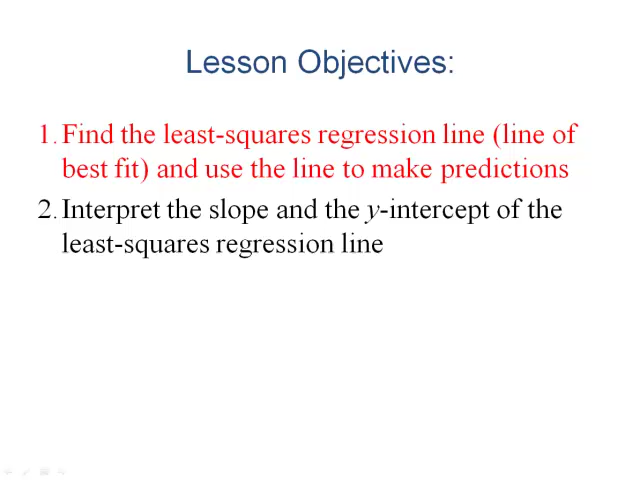 Lesson Objectives:
1. Find the least-squares regression line (line of
best fit) and use the line to make predictions
2. Interpret the slope and the y-intercept of the
least-squares regression line